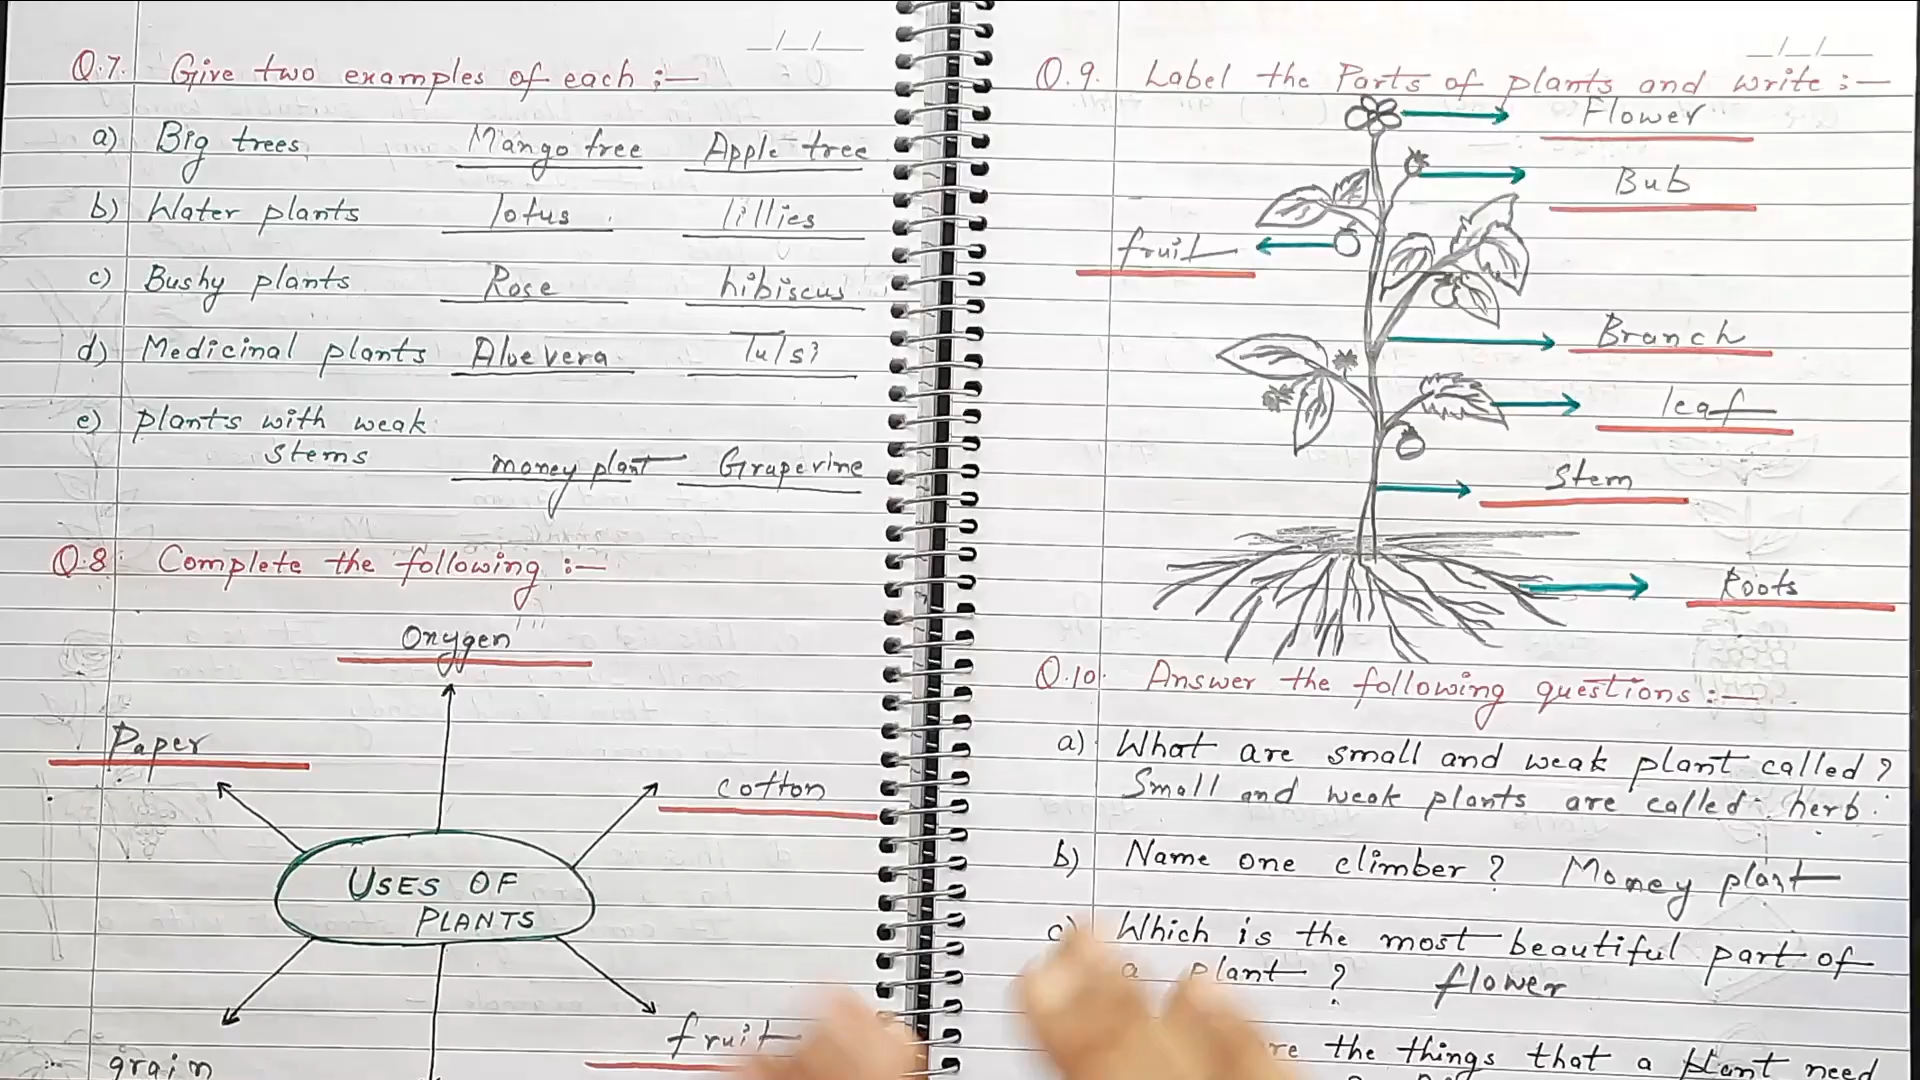 Q.7. Give two examples of each :-
a) Big trees Mango tree Apple tree
b) Water plants lotus lillies
c) Bushy plants Rose hibiscus
d) Medicinal plants Aloevera Tulsi
e) plants with weak
stems money plant Grapevine
Q.8 Complete the following :-
Oxygen
Paper
cotton
USES OF
PLANTS
fruit
grain
Q.9. Label the Parts of plants and write :-
Flower
Bub
fruit
Branch
leaf
Stem
Roots
Q.10. Answer the following questions :-
a) What are small and weak plant called ?
Small and weak plants are called herb.
b) Name one climber ? Money plant
c) Which is the most beautiful part of
a plant ? flower
the things that a plant need